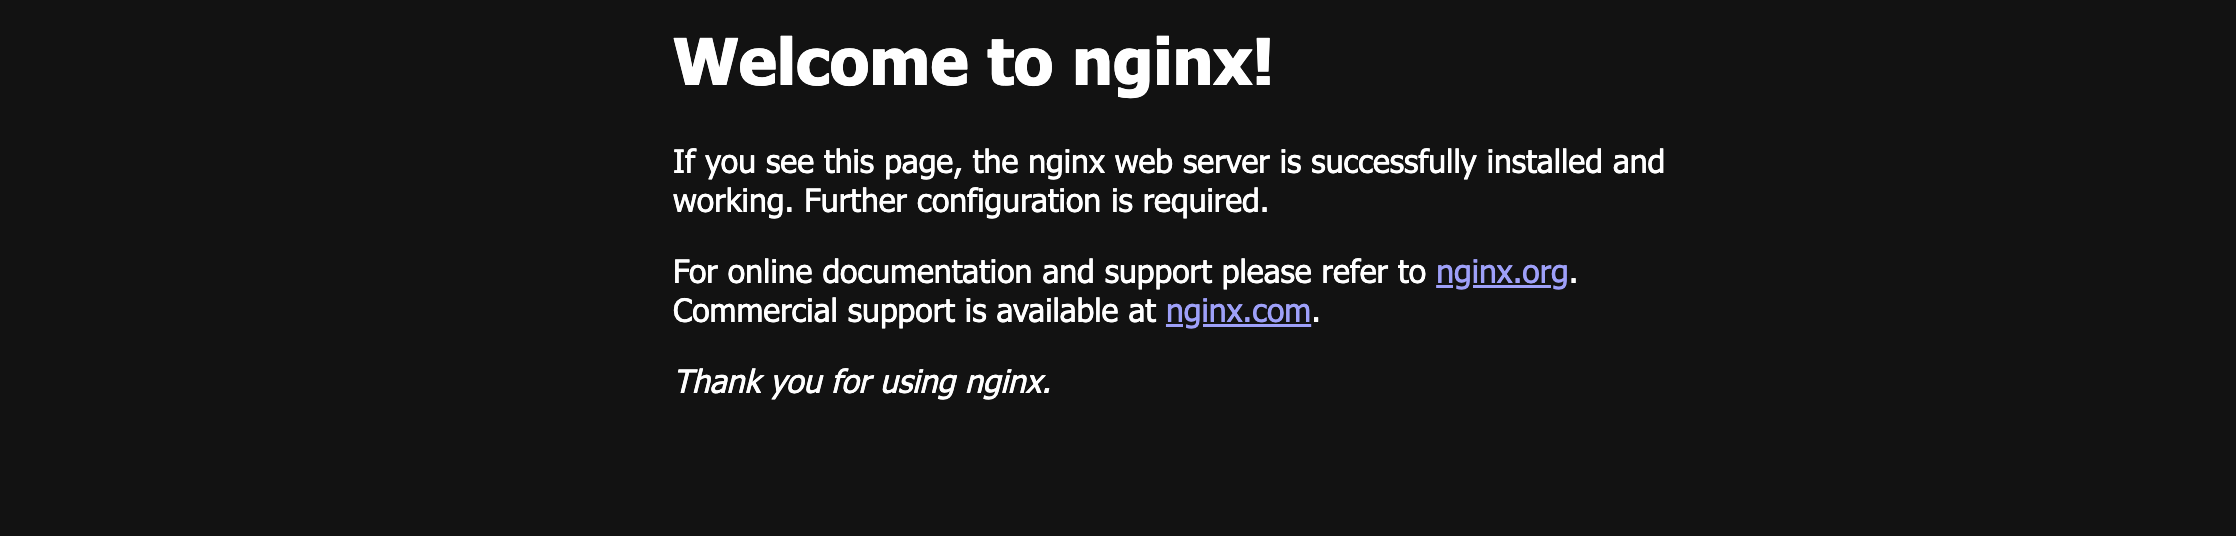 Welcome to nginx!
If you see this page, the nginx web server is successfully installed and
working. Further configuration is required.
For online documentation and support please refer to nginx.org.
Commercial support is available at nginx.com.
Thank you for using nginx.